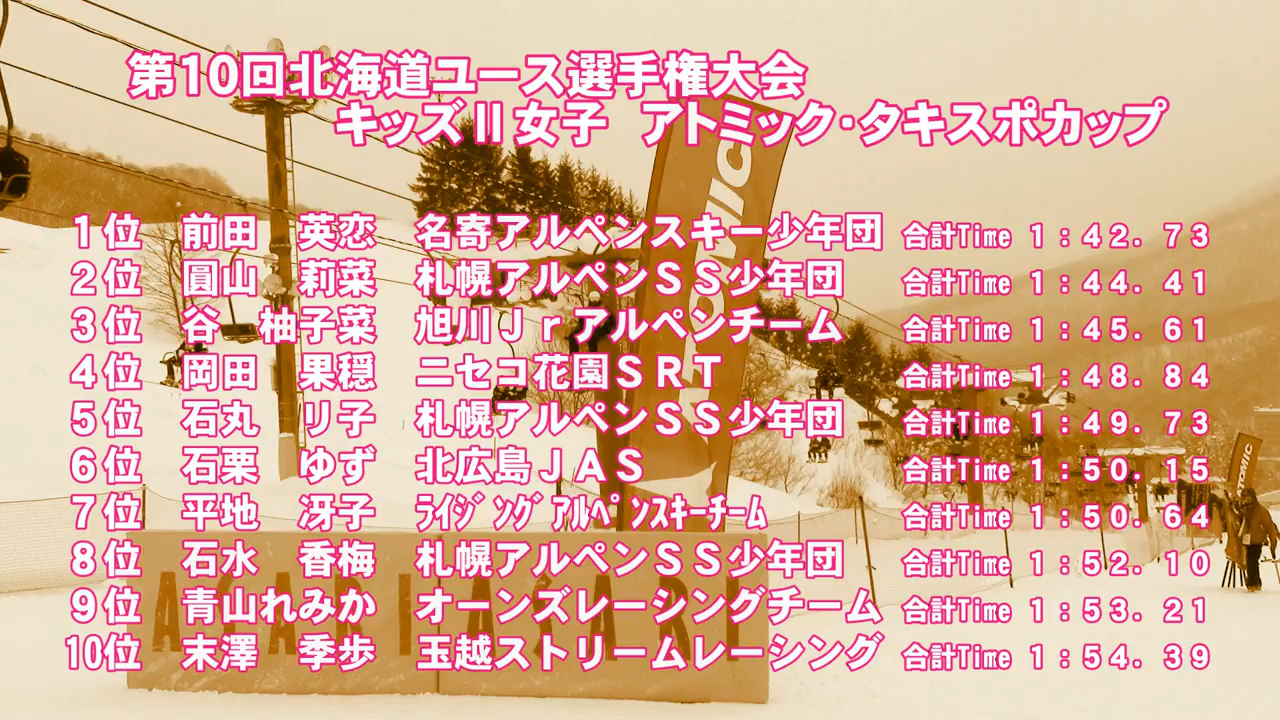 第10回北海道ユース選手権大会
キッズⅡ女子　アトミック・タキスポカップ
１位　前田　英恋　名寄アルペンスキー少年団　合計Time １：４２．７３
２位　圓山　莉菜　札幌アルペンＳＳ少年団　合計Time １：４４．４１
３位　谷　柚子菜　旭川Ｊｒアルペンチーム　合計Time １：４５．６１
４位　岡田　果穏　ニセコ花園ＳＲＴ　合計Time １：４８．８４
５位　石丸　リ子　札幌アルペンＳＳ少年団　合計Time １：４９．７３
６位　石栗　ゆず　北広島ＪＡＳ　合計Time １：５０．１５
７位　平地　冴子　ﾗｲｼﾞﾝｸﾞｱﾙﾍﾟﾝｽｷｰﾁｰﾑ　合計Time １：５０．６４
８位　石水　香梅　札幌アルペンＳＳ少年団　合計Time １：５２．１０
９位　青山れみか　オーンズレーシングチーム　合計Time １：５３．２１
10位　末澤　季歩　玉越ストリームレーシング　合計Time １：５４．３９
ATOMIC
ATOMIC
ASARIGAWA